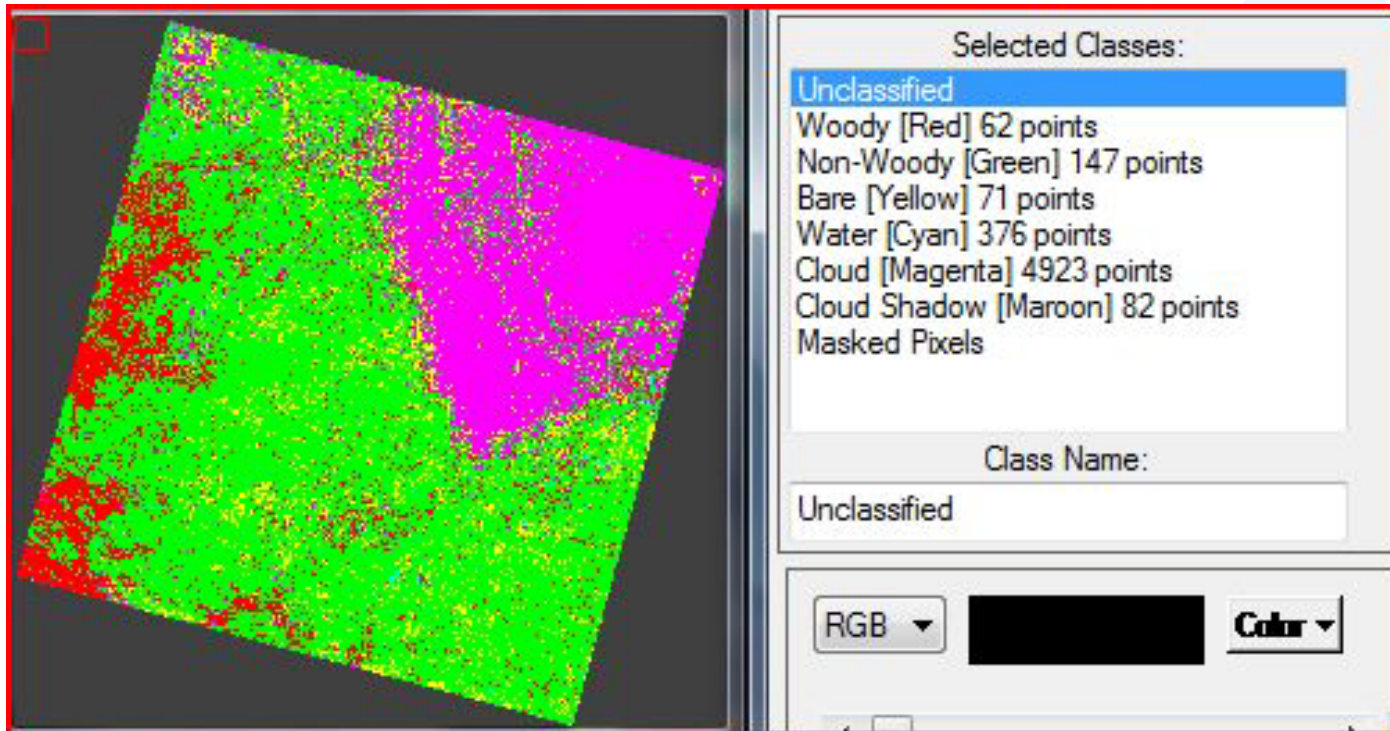 Selected Classes:
Unclassified
Woody [Red] 62 points
Non-Woody [Green] 147 points
Bare [Yellow] 71 points
Water [Cyan] 376 points
Cloud [Magenta] 4923 points
Cloud Shadow [Maroon] 82 points
Masked Pixels
Class Name:
Unclassified
RGB
Color